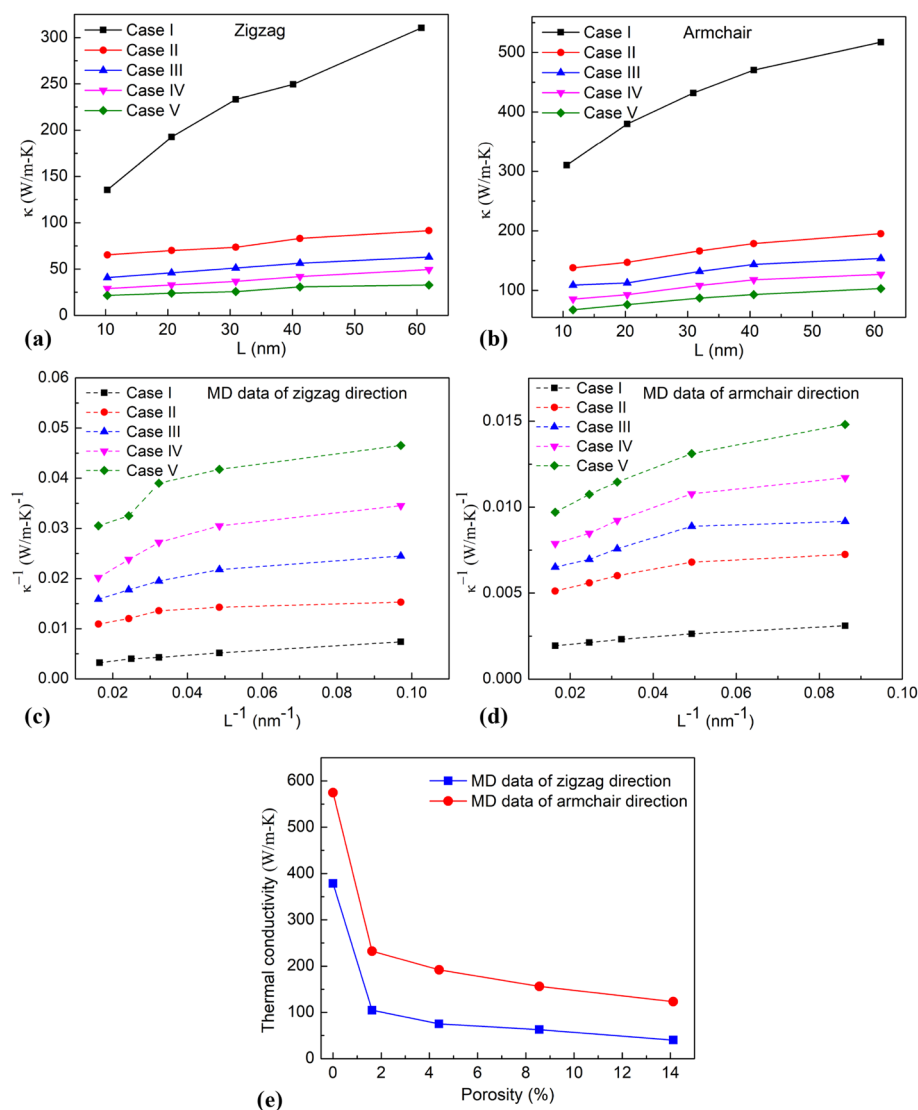 Zigzag
Case I
Case II
Case III
Case IV
Case V
κ (W/m-K)
300
250
200
150
100
50
0
10 20 30 40 50 60
L (nm)
(a)
Armchair
Case I
Case II
Case III
Case IV
Case V
κ (W/m-K)
500
400
300
200
100
10 20 30 40 50 60
L (nm)
(b)
MD data of zigzag direction
Case I
Case II
Case III
Case IV
Case V
κ⁻¹ (W/m-K)⁻¹
0.06
0.05
0.04
0.03
0.02
0.01
0.00
0.02 0.04 0.06 0.08 0.10
L⁻¹ (nm⁻¹)
(c)
MD data of armchair direction
Case I
Case II
Case III
Case IV
Case V
κ⁻¹ (W/m-K)⁻¹
0.015
0.010
0.005
0.000
0.02 0.04 0.06 0.08 0.10
L⁻¹ (nm⁻¹)
(d)
MD data of zigzag direction
MD data of armchair direction
Thermal conductivity (W/m-K)
600
500
400
300
200
100
0
0 2 4 6 8 10 12 14
Porosity (%)
(e)